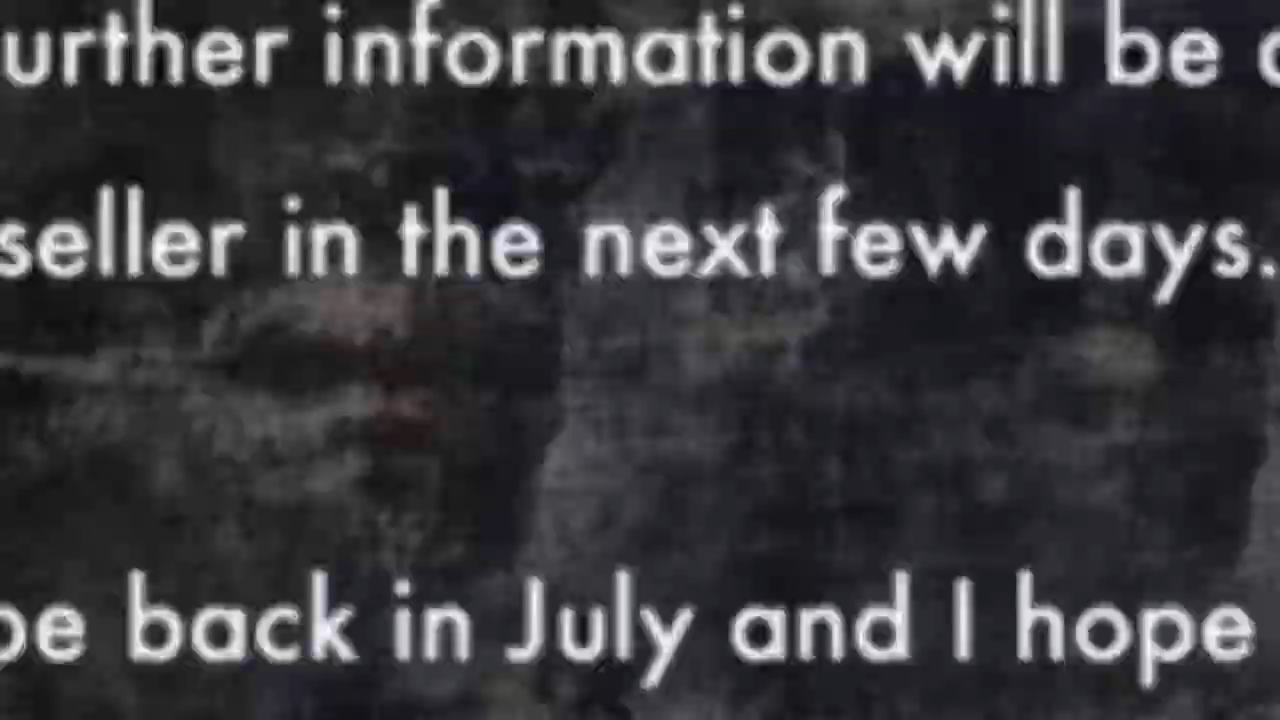 urther information will be
seller in the next few days.
be back in July and I hope